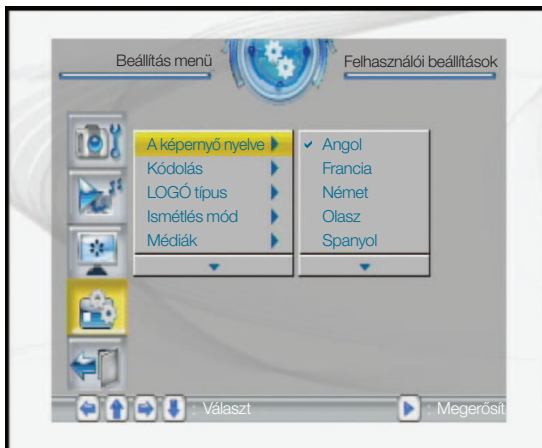 Beállítás menü
Felhasználói beállítások
A képernyő nyelve
Kódolás
LOGÓ típus
Ismétlés mód
Médiák
Angol
Francia
Német
Olasz
Spanyol
: Választ
: Megerősít